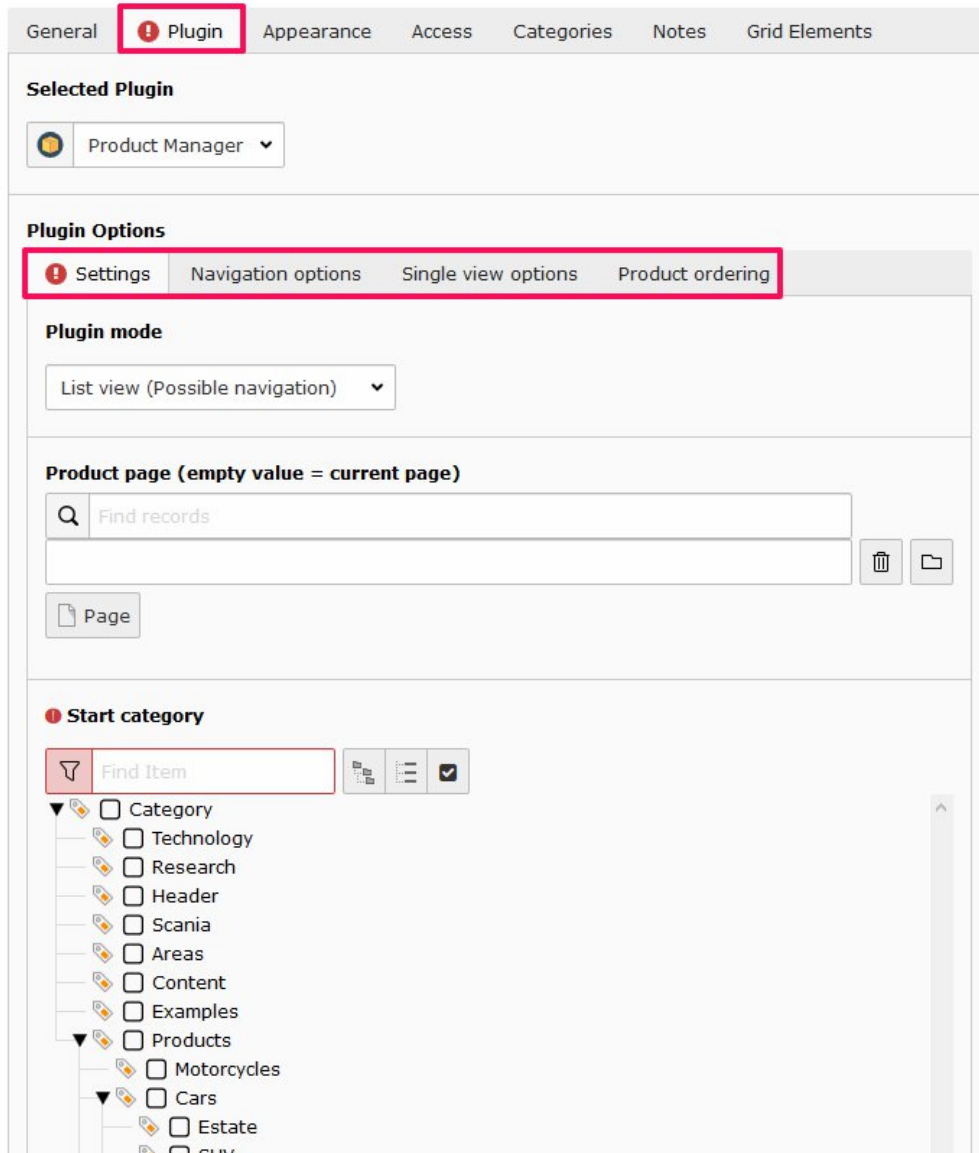 General Plugin Appearance Access Categories Notes Grid Elements
Selected Plugin
Product Manager
Plugin Options
Settings Navigation options Single view options Product ordering
Plugin mode
List view (Possible navigation)
Product page (empty value = current page)
Find records
Page
Start category
Find Item
Category
Technology
Research
Header
Scania
Areas
Content
Examples
Products
Motorcycles
Cars
Estate